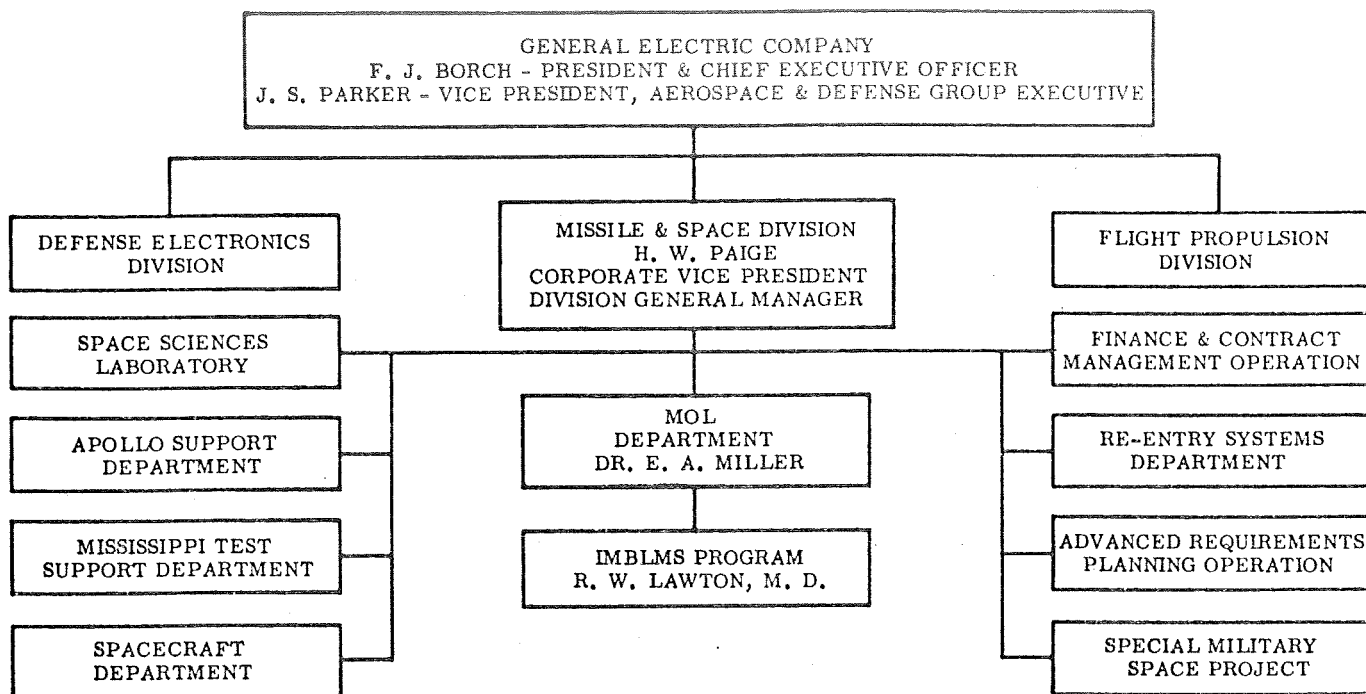 GENERAL ELECTRIC COMPANY
F. J. BORCH - PRESIDENT & CHIEF EXECUTIVE OFFICER
J. S. PARKER - VICE PRESIDENT, AEROSPACE & DEFENSE GROUP EXECUTIVE
DEFENSE ELECTRONICS
DIVISION
MISSILE & SPACE DIVISION
H. W. PAIGE
CORPORATE VICE PRESIDENT
DIVISION GENERAL MANAGER
FLIGHT PROPULSION
DIVISION
SPACE SCIENCES
LABORATORY
FINANCE & CONTRACT
MANAGEMENT OPERATION
APOLLO SUPPORT
DEPARTMENT
MOL
DEPARTMENT
DR. E. A. MILLER
RE-ENTRY SYSTEMS
DEPARTMENT
MISSISSIPPI TEST
SUPPORT DEPARTMENT
IMBLMS PROGRAM
R. W. LAWTON, M. D.
ADVANCED REQUIREMENTS
PLANNING OPERATION
SPACECRAFT
DEPARTMENT
SPECIAL MILITARY
SPACE PROJECT